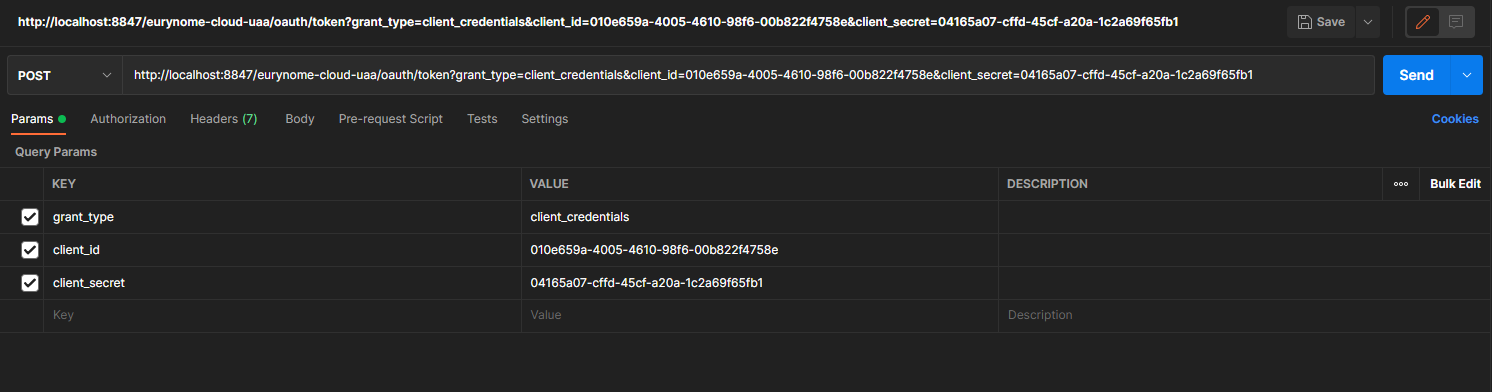 http://localhost:8847/eurynome-cloud-uaa/oauth/token?grant_type=client_credentials&client_id=010e659a-4005-4610-98f6-00b822f4758e&client_secret=04165a07-cffd-45cf-a20a-1c2a69f65fb1 Save
POST http://localhost:8847/eurynome-cloud-uaa/oauth/token?grant_type=client_credentials&client_id=010e659a-4005-4610-98f6-00b822f4758e&client_secret=04165a07-cffd-45cf-a20a-1c2a69f65fb1 Send
Params Authorization Headers (7) Body Pre-request Script Tests Settings Cookies
Query Params
KEY VALUE DESCRIPTION ooo Bulk Edit
grant_type client_credentials
client_id 010e659a-4005-4610-98f6-00b822f4758e
client_secret 04165a07-cffd-45cf-a20a-1c2a69f65fb1
Key Value Description